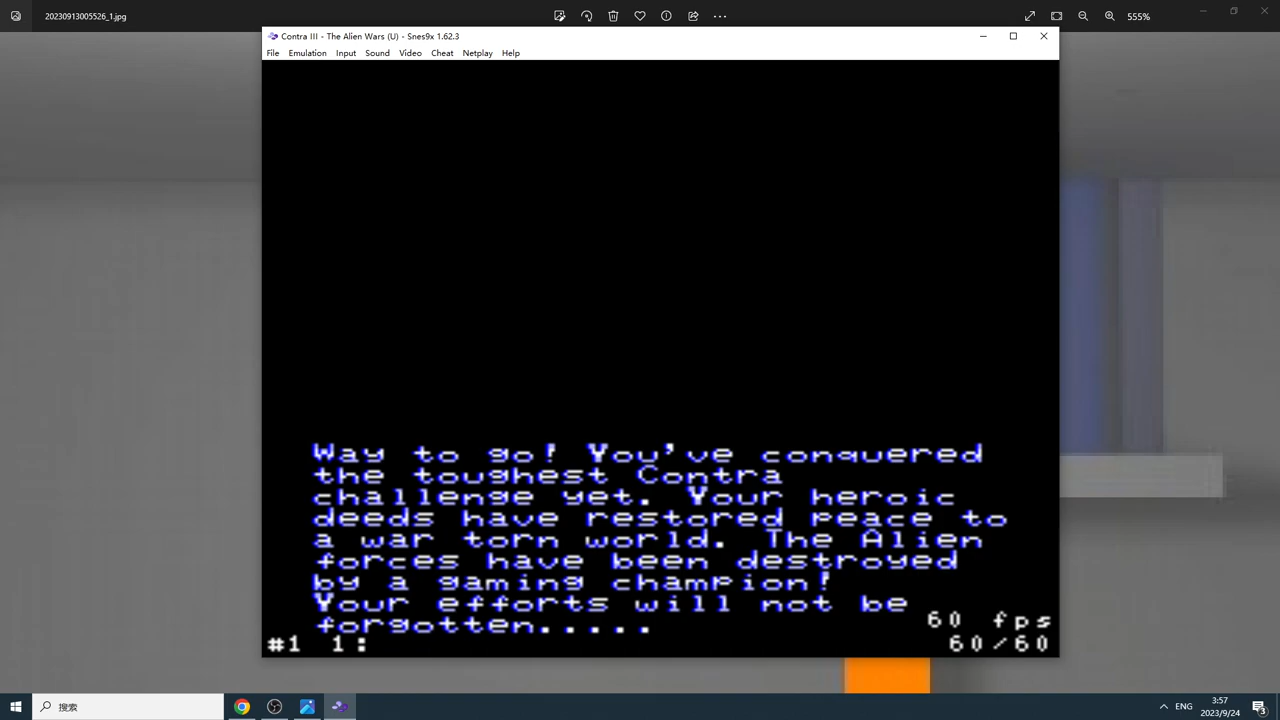 20230913005526_1.jpg
555%
Contra III - The Alien Wars (U) - Snes9x 1.62.3
File Emulation Input Sound Video Cheat Netplay Help
Way to go! You've conquered
the toughest Contra
challenge yet. Your heroic
deeds have restored peace to
a war torn world. The Alien
forces have been destroyed
by a gaming champion!
Your efforts will not be
forgotten.....
60 fps
#1 1:
60/60
搜索
ENG
3:57
2023/9/24
3